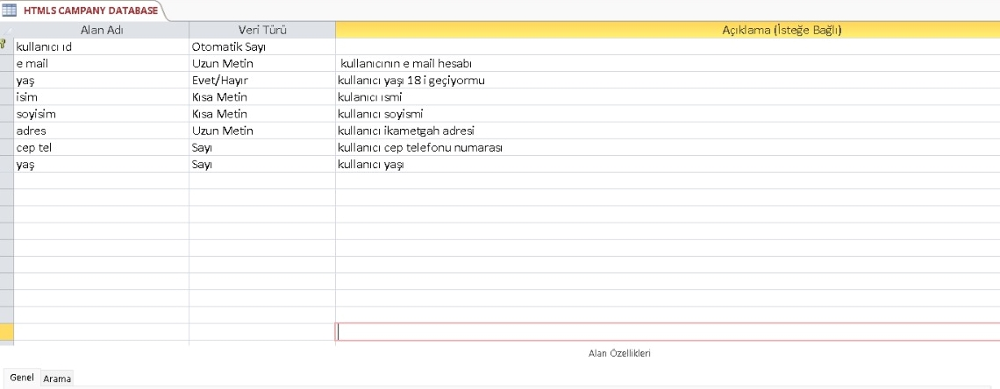 HTMLS CAMPANY DATABASE
Alan Adı Veri Türü Açıklama (İsteğe Bağlı)
kullanıcı ıd Otomatik Sayı
e mail Uzun Metin kullanıcının e mail hesabı
yaş Evet/Hayır kullanıcı yaşı 18 i geçiyormu
isim Kısa Metin kulanıcı ısmi
soyisim Kısa Metin kullanıcı soyismi
adres Uzun Metin kullanıcı ikametgah adresi
cep tel Sayı kullanıcı cep telefonu numarası
yaş Sayı kullanıcı yaşı
Alan Özellikleri
Genel Arama